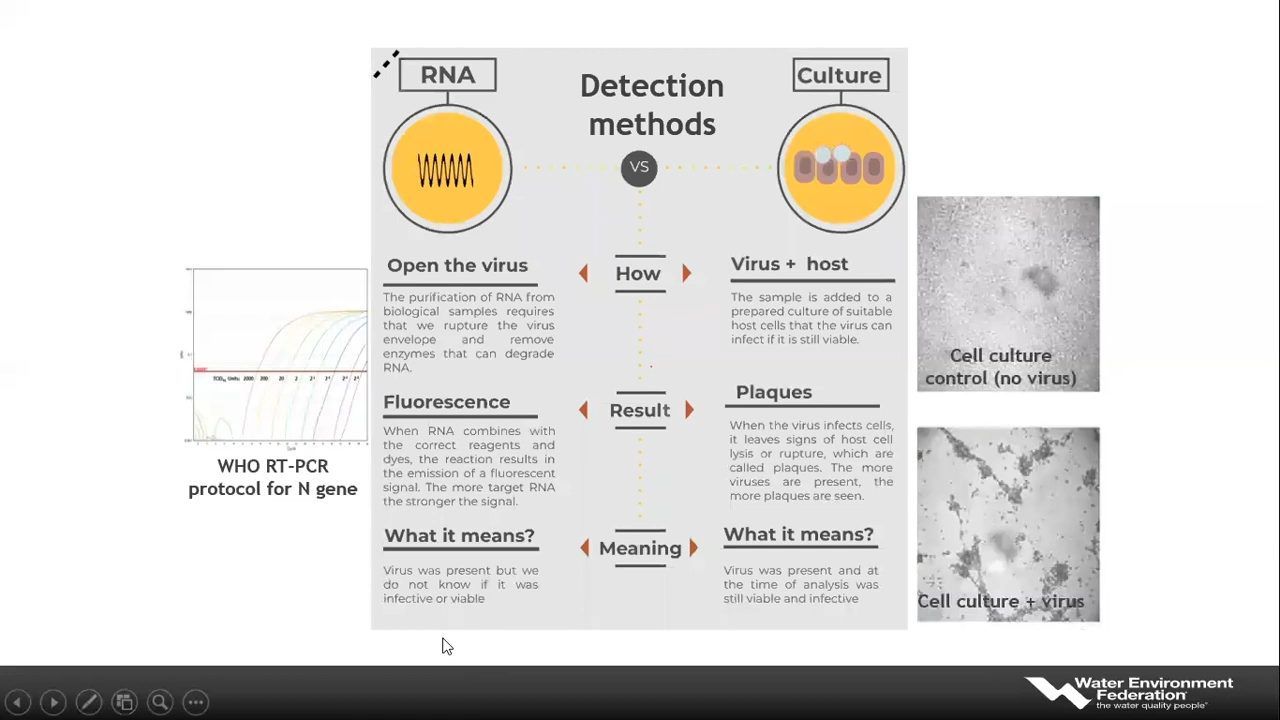 RNA
Detection
methods
Culture
VS
Open the virus
How
Virus + host
The purification of RNA from
biological samples requires
that we rupture the virus
envelope and remove
enzymes that can degrade
RNA.
The sample is added to a
prepared culture of suitable
host cells that the virus can
infect if it is still viable.
Cell culture
control (no virus)
Fluorescence
Result
Plaques
When RNA combines with
the correct reagents and
dyes, the reaction results in
the emission of a fluorescent
signal. The more target RNA
the stronger the signal.
When the virus infects cells,
it leaves signs of host cell
lysis or rupture, which are
called plaques. The more
viruses are present, the
more plaques are seen.
WHO RT-PCR
protocol for N gene
What it means?
Meaning
What it means?
Virus was present but we
do not know if it was
infective or viable
Virus was present and at
the time of analysis was
still viable and infective
Cell culture + virus
Water Environment
Federation
the water quality people